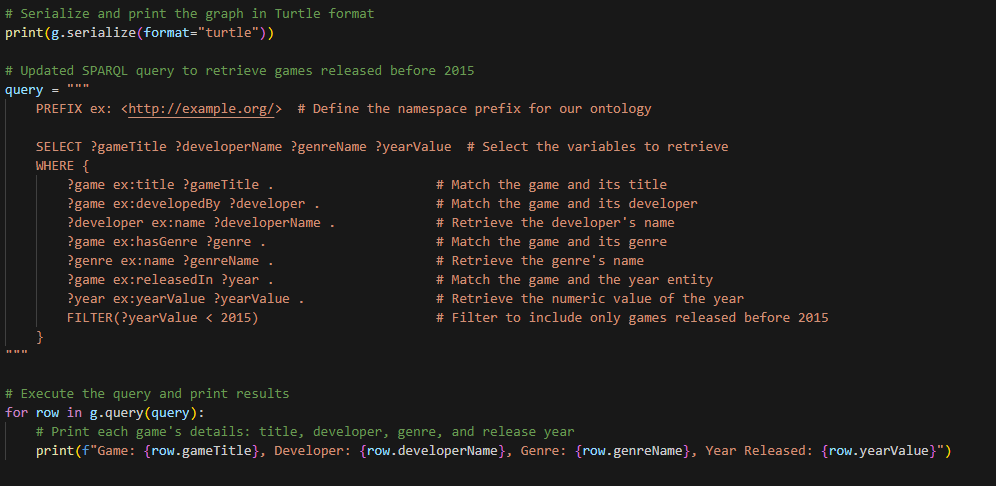 # Serialize and print the graph in Turtle format
print(g.serialize(format="turtle"))
# Updated SPARQL query to retrieve games released before 2015
query = """
PREFIX ex: <http://example.org/>  # Define the namespace prefix for our ontology
SELECT ?gameTitle ?developerName ?genreName ?yearValue  # Select the variables to retrieve
WHERE {
?game ex:title ?gameTitle .                     # Match the game and its title
?game ex:developedBy ?developer .               # Match the game and its developer
?developer ex:name ?developerName .             # Retrieve the developer's name
?game ex:hasGenre ?genre .                      # Match the game and its genre
?genre ex:name ?genreName .                     # Retrieve the genre's name
?game ex:releasedIn ?year .                     # Match the game and the year entity
?year ex:yearValue ?yearValue .                 # Retrieve the numeric value of the year
FILTER(?yearValue < 2015)                       # Filter to include only games released before 2015
}
"""
# Execute the query and print results
for row in g.query(query):
# Print each game's details: title, developer, genre, and release year
print(f"Game: {row.gameTitle}, Developer: {row.developerName}, Genre: {row.genreName}, Year Released: {row.yearValue}")